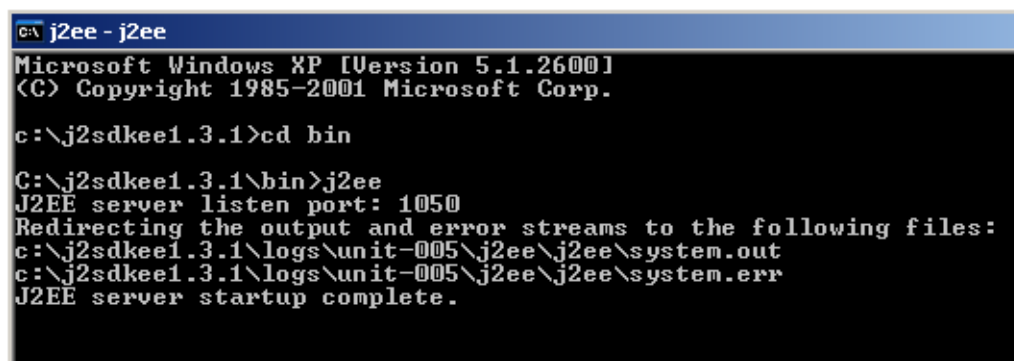 j2ee - j2ee
Microsoft Windows XP [Version 5.1.2600]
(C) Copyright 1985-2001 Microsoft Corp.
c:\j2sdkee1.3.1>cd bin
C:\j2sdkee1.3.1\bin>j2ee
J2EE server listen port: 1050
Redirecting the output and error streams to the following files:
c:\j2sdkee1.3.1\logs\unit-005\j2ee\j2ee\system.out
c:\j2sdkee1.3.1\logs\unit-005\j2ee\j2ee\system.err
J2EE server startup complete.